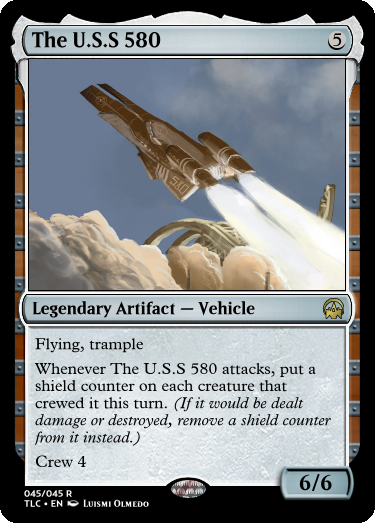 The U.S.S 580
5
580
Legendary Artifact — Vehicle
Flying, trample
Whenever The U.S.S 580 attacks, put a
shield counter on each creature that
crewed it this turn. (If it would be dealt
damage or destroyed, remove a shield counter
from it instead.)
Crew 4
6/6
045/045 R
TLC • EN Luismi Olmedo